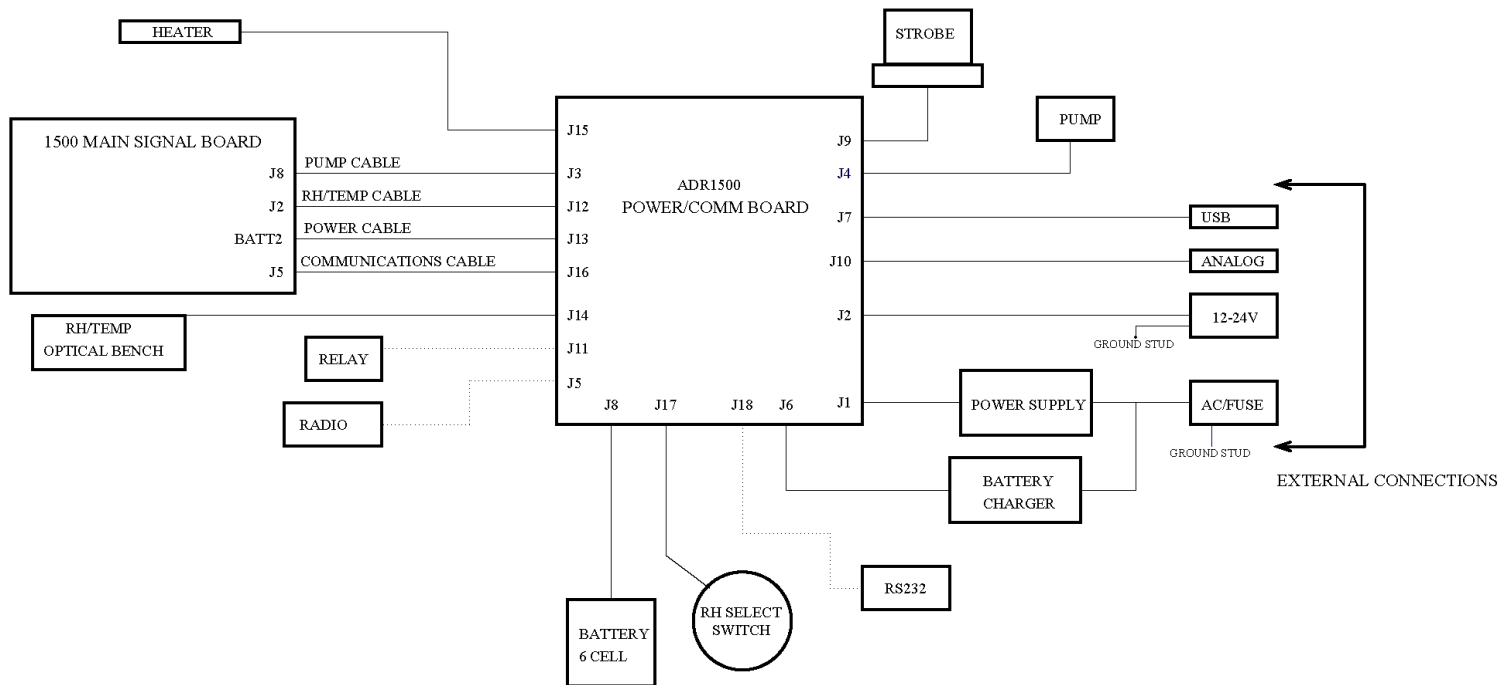 HEATER
STROBE
PUMP
1500 MAIN SIGNAL BOARD
J8
J2
BATT2
J5
PUMP CABLE
RH/TEMP CABLE
POWER CABLE
COMMUNICATIONS CABLE
RH/TEMP
OPTICAL BENCH
RELAY
RADIO
ADR1500
POWER/COMM BOARD
J15
J3
J12
J13
J16
J14
J11
J5
J8
J17
J18
J6
J1
J9
J4
J7
J10
J2
USB
ANALOG
12-24V
GROUND STUD
POWER SUPPLY
AC/FUSE
GROUND STUD
BATTERY
CHARGER
EXTERNAL CONNECTIONS
RS232
RH SELECT
SWITCH
BATTERY
6 CELL